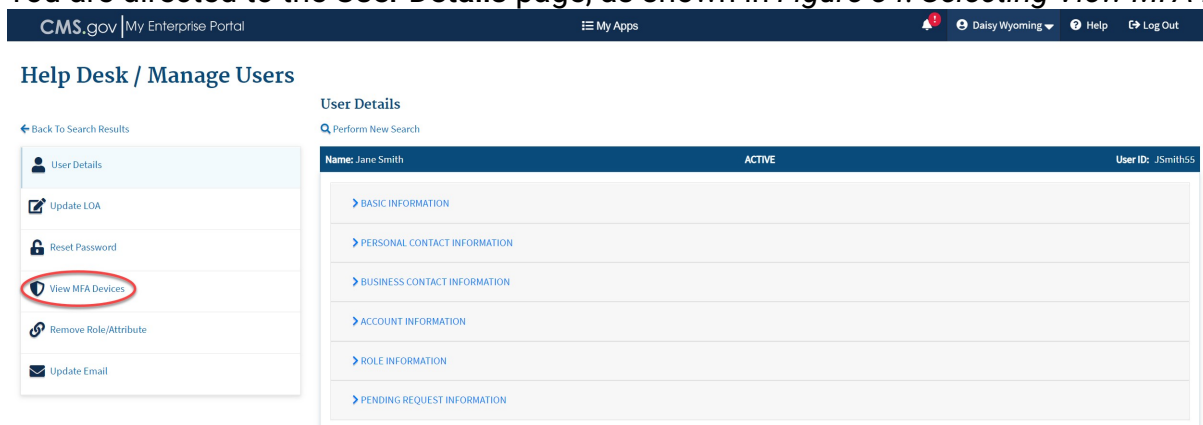 CMS.gov My Enterprise Portal My Apps Daisy Wyoming Help Log Out
Help Desk / Manage Users
User Details
Back To Search Results Perform New Search
Name: Jane Smith ACTIVE User ID: JSmith55
User Details
Update LOA
Reset Password
View MFA Devices
Remove Role/Attribute
Update Email
BASIC INFORMATION
PERSONAL CONTACT INFORMATION
BUSINESS CONTACT INFORMATION
ACCOUNT INFORMATION
ROLE INFORMATION
PENDING REQUEST INFORMATION